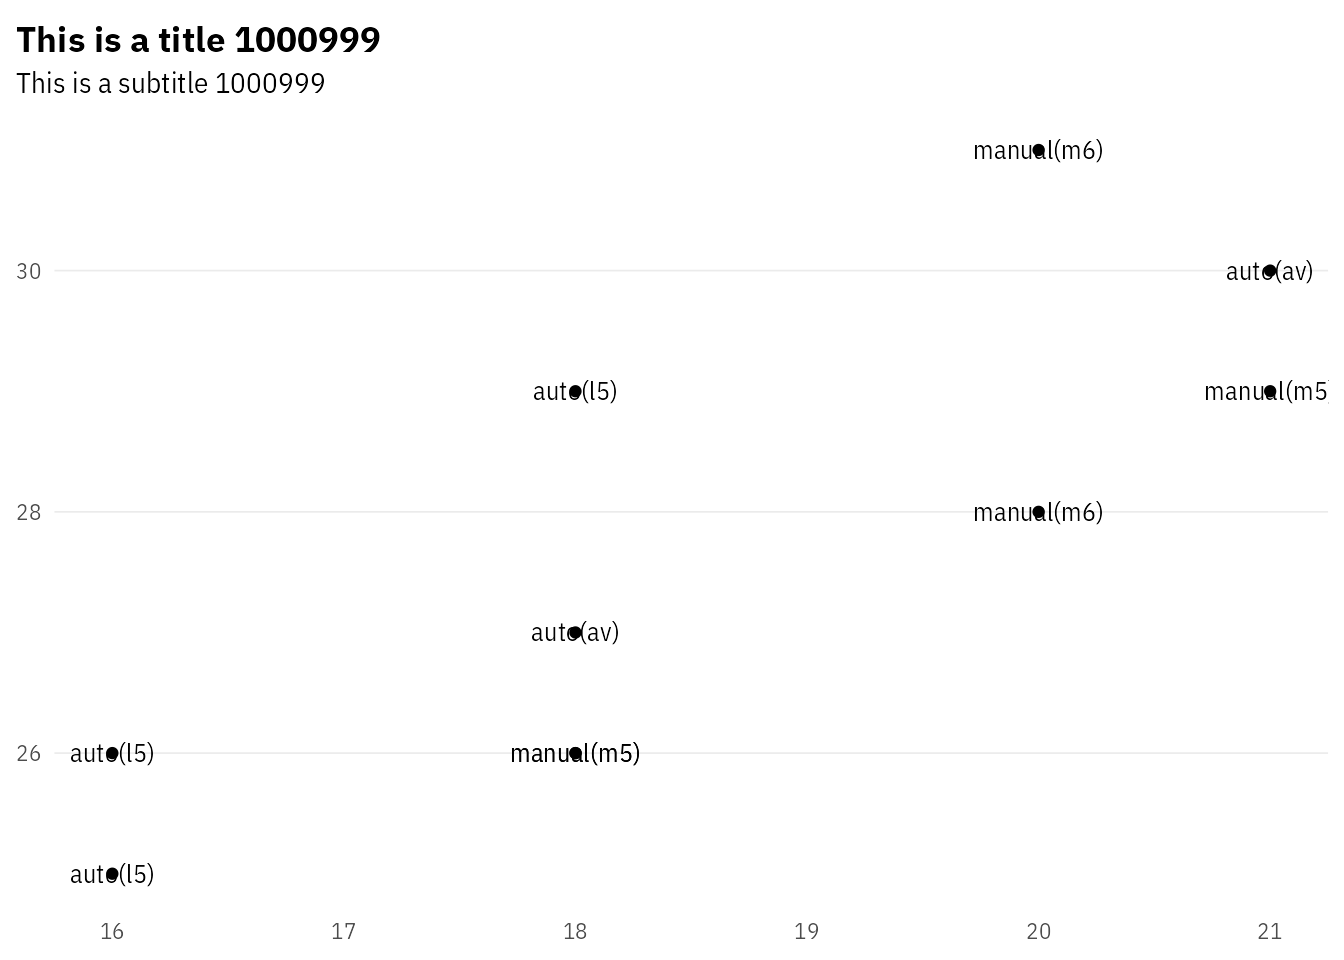 This is a title 1000999
This is a subtitle 1000999
manual(m6)
30
auto(av)
auto(l5)
manual(m5)
28
manual(m6)
auto(av)
26
auto(l5)
manual(m5)
auto(l5)
16
17
18
19
20
21